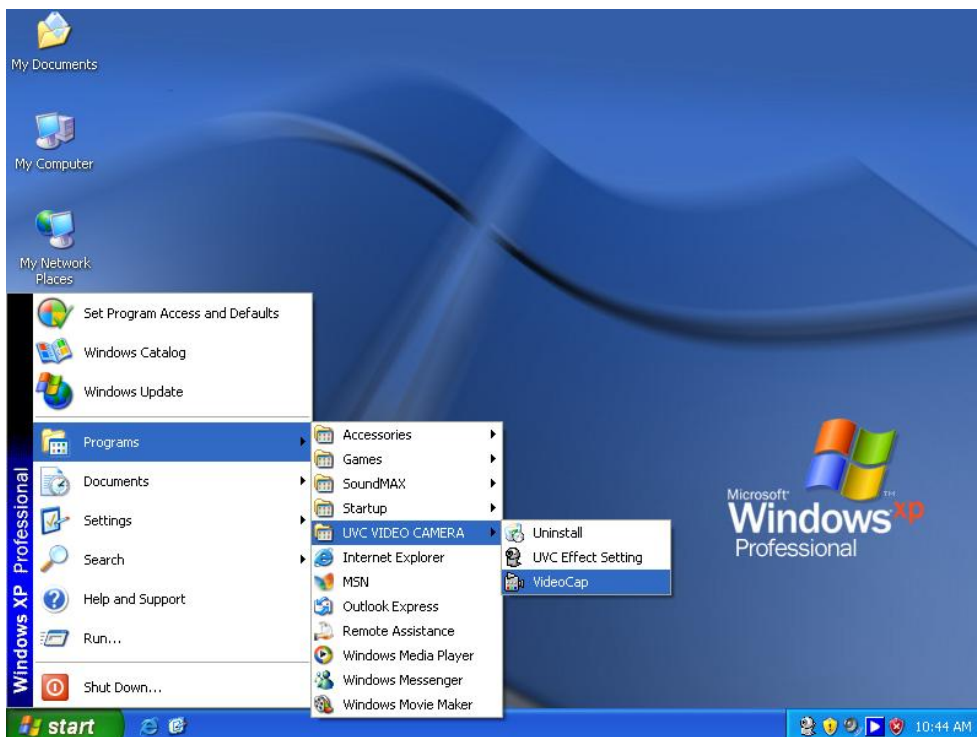 My Documents
My Computer
My Network
Places
Set Program Access and Defaults
Windows Catalog
Windows Update
Programs
Documents
Settings
Search
Help and Support
Run...
Shut Down...
Windows XP Professional
Accessories
Games
SoundMAX
Startup
UVC VIDEO CAMERA
Internet Explorer
MSN
Outlook Express
Remote Assistance
Windows Media Player
Windows Messenger
Windows Movie Maker
Uninstall
UVC Effect Setting
VideoCap
Microsoft
Windows xp
Professional
start
10:44 AM